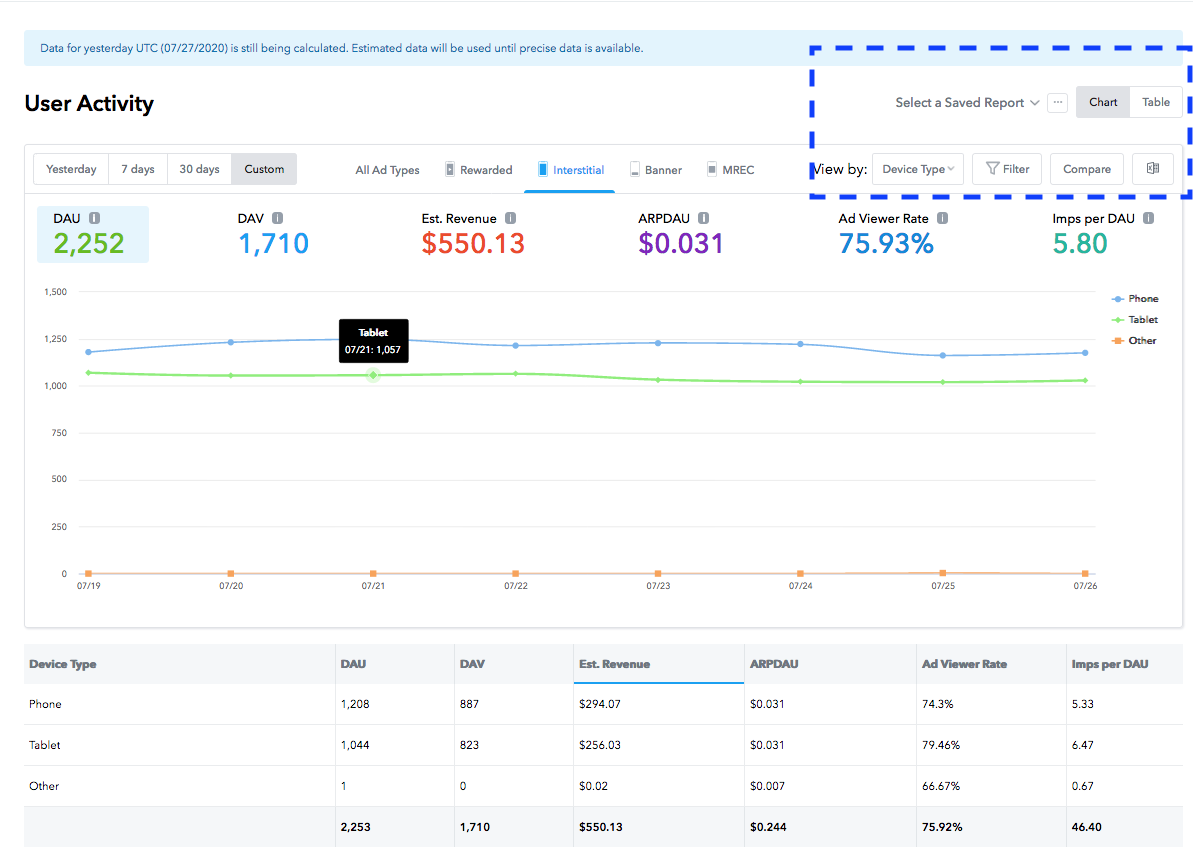 Data for yesterday UTC (07/27/2020) is still being calculated. Estimated data will be used until precise data is available.
User Activity
Select a Saved Report ... Chart Table
Yesterday 7 days 30 days Custom All Ad Types Rewarded Interstitial Banner MREC View by: Device Type Filter Compare
DAU DAV Est. Revenue ARPDAU Ad Viewer Rate Imps per DAU
2,252 1,710 $550.13 $0.031 75.93% 5.80
1,500
Phone
Tablet
Other
1,250
Tablet
07/21: 1,057
1,000
750
500
250
0
07/19 07/20 07/21 07/22 07/23 07/24 07/25 07/26
Device Type DAU DAV Est. Revenue ARPDAU Ad Viewer Rate Imps per DAU
Phone 1,208 887 $294.07 $0.031 74.3% 5.33
Tablet 1,044 823 $256.03 $0.031 79.46% 6.47
Other 1 0 $0.02 $0.007 66.67% 0.67
2,253 1,710 $550.13 $0.244 75.92% 46.40